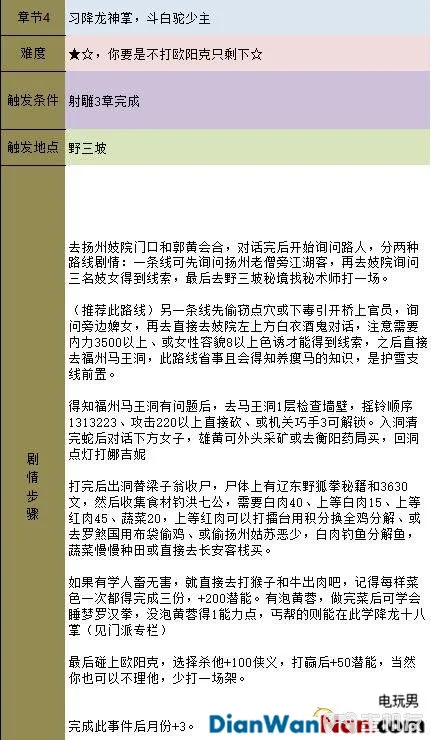 章节4
习降龙神掌，斗白驼少主
难度
★☆，你要是不打欧阳克只剩下☆
触发条件
射雕3章完成
触发地点
野三坡
剧情步骤
去扬州妓院门口和郭黄会合，对话完后开始询问路人，分两种
路线剧情：一条线可先询问扬州老僧旁江湖客，再去妓院询问
三名妓女得到线索，最后去野三坡秘境找秘术师打一场。
（推荐此路线）另一条线先偷窃点穴或下毒引开桥上官员，询
问旁边婢女，再去直接去妓院左上方白衣酒鬼对话，注意需要
内力3500以上、或女性容貌8以上色诱才能得到线索，之后直接
去福州马王洞，此路线省事且会得知养瘦马的知识，是护雪支
线前置。
得知福州马王洞有问题后，去马王洞1层检查墙壁，摇铃顺序
1313223、攻击220以上直接砍、或机关巧手3可解锁。入洞清
完蛇后对话下方女子，雄黄可外头采矿或去衡阳药局买，回洞
点灯打娜吉妮
打完后出洞替梁子翁收尸，尸体上有辽东野狐拳秘籍和3630
文，然后收集食材钓洪七公，需要白肉40、上等白肉15、上等
红肉45、蔬菜20，上等红肉可以打擂台用积分换全鸡分解、或
去罗煞国用布袋偷鸡、或偷扬州姑苏恶少，白肉钓鱼分解鱼，
蔬菜慢慢种田或直接去长安客栈买。
如果有学人畜无害，就直接去打猴子和牛出肉吧，记得每样菜
色一次都得完成三份，+200潜能。有泡黄蓉，做完菜后可学会
睡梦罗汉拳，没泡黄蓉得1能力点，丐帮的则能在此学降龙十八
掌（见门派专栏）
最后碰上欧阳克，选择杀他+100侠义，打赢后+50潜能，当然
你也可以不理他，少打一场架。
完成此事件后月份+3。
电玩男
DianWanNan.com